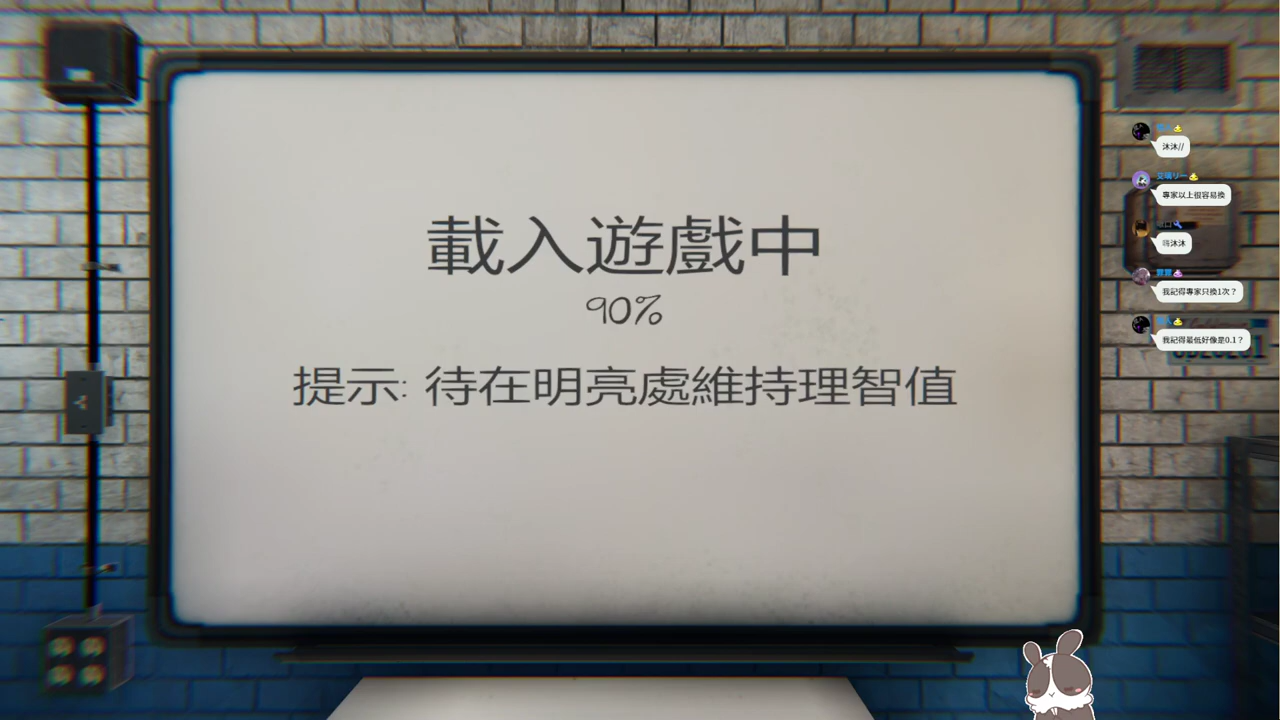 載入遊戲中
90%
提示: 待在明亮處維持理智值
沐沐//
專家以上很容易換
嗨沐沐
我記得專家只換1次？
我記得最低好像是0.1？